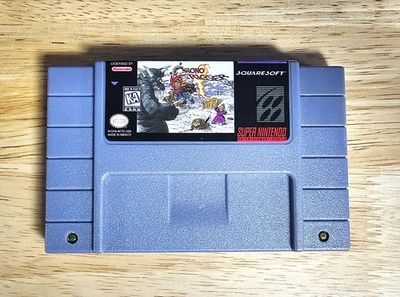 LICENSED BY
Nintendo
CHRONO
TRIGGER
SQUARESOFT
KA
SUPER NINTENDO
ENTERTAINMENT SYSTEM
MADE IN MEXICO